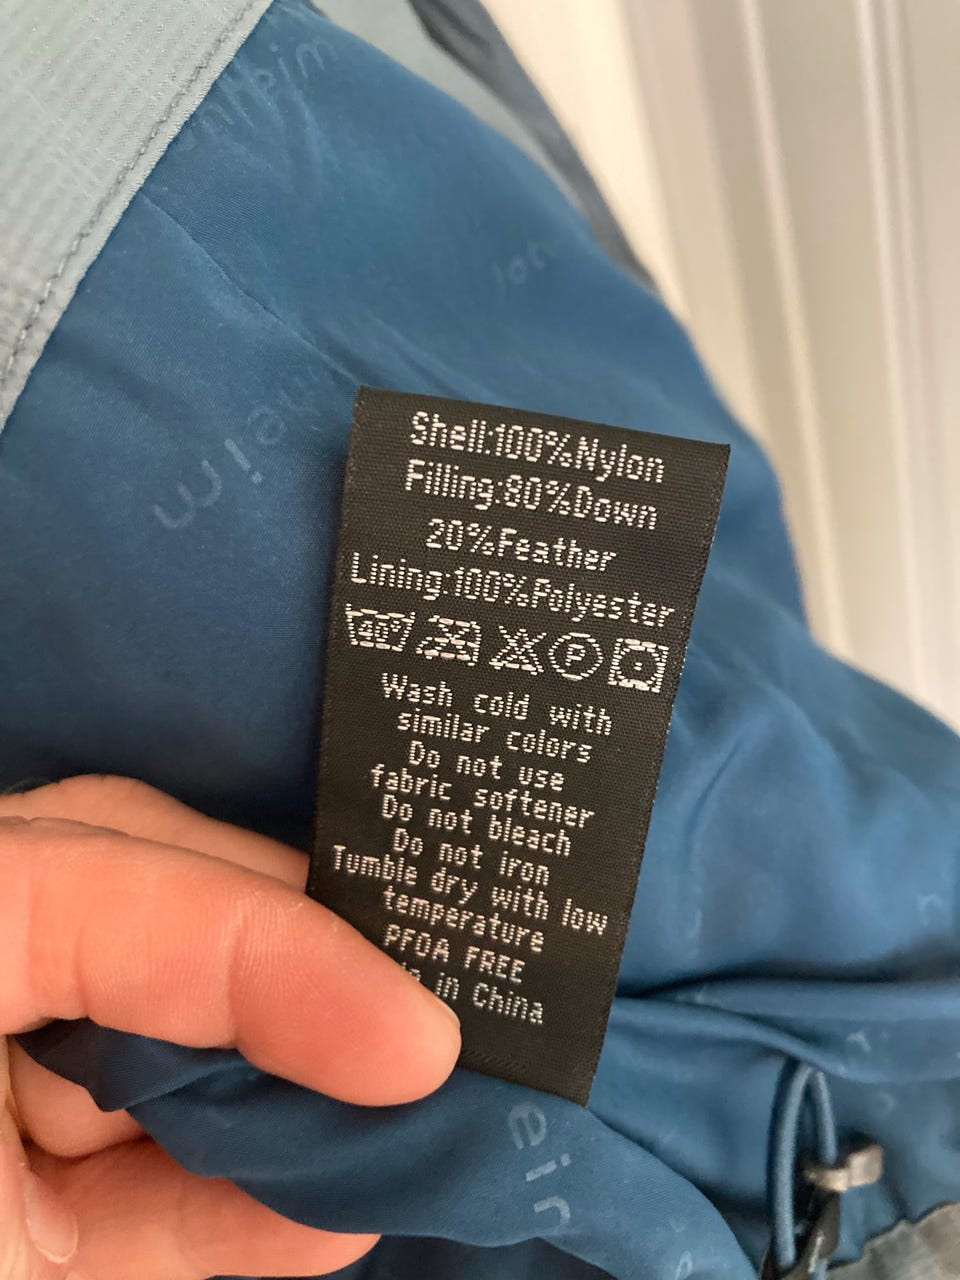 Shell:100%Nylon
Filling:80%Down
20%Feather
Lining:100%Polyester
40° P
Wash cold with
similar colors
Do not use
fabric softener
Do not bleach
Do not iron
Tumble dry with low
temperature
PFOA FREE
in China